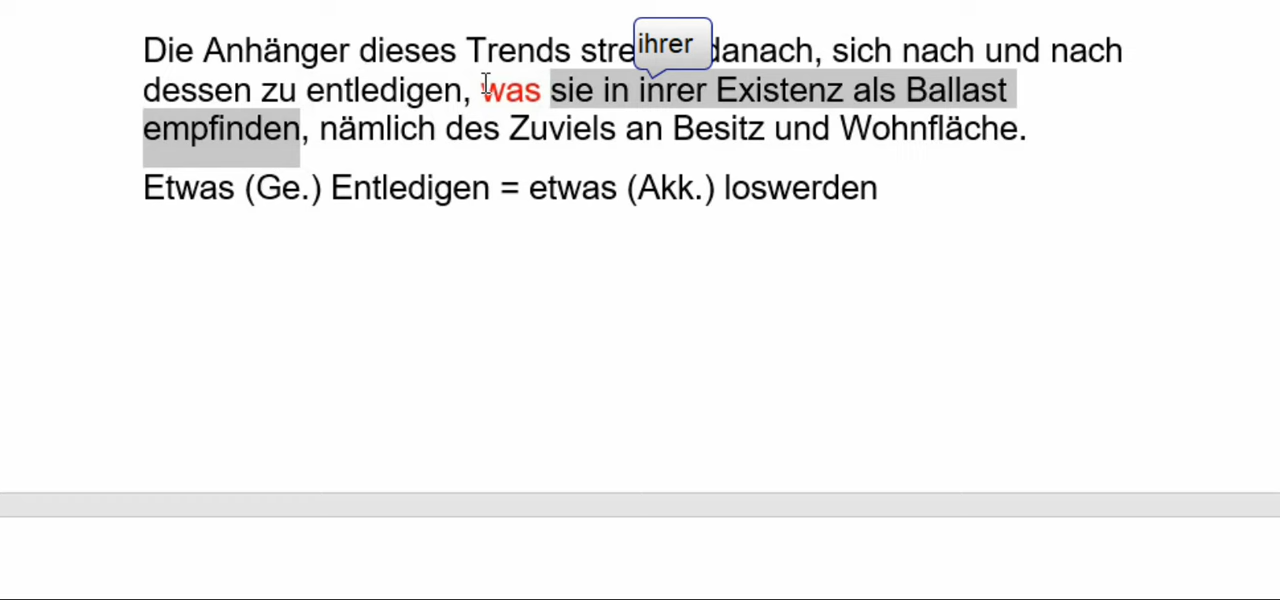 Die Anhänger dieses Trends stre ihrer danach, sich nach und nach
dessen zu entledigen, was sie in ihrer Existenz als Ballast
empfinden, nämlich des Zuviels an Besitz und Wohnfläche.
Etwas (Ge.) Entledigen = etwas (Akk.) loswerden